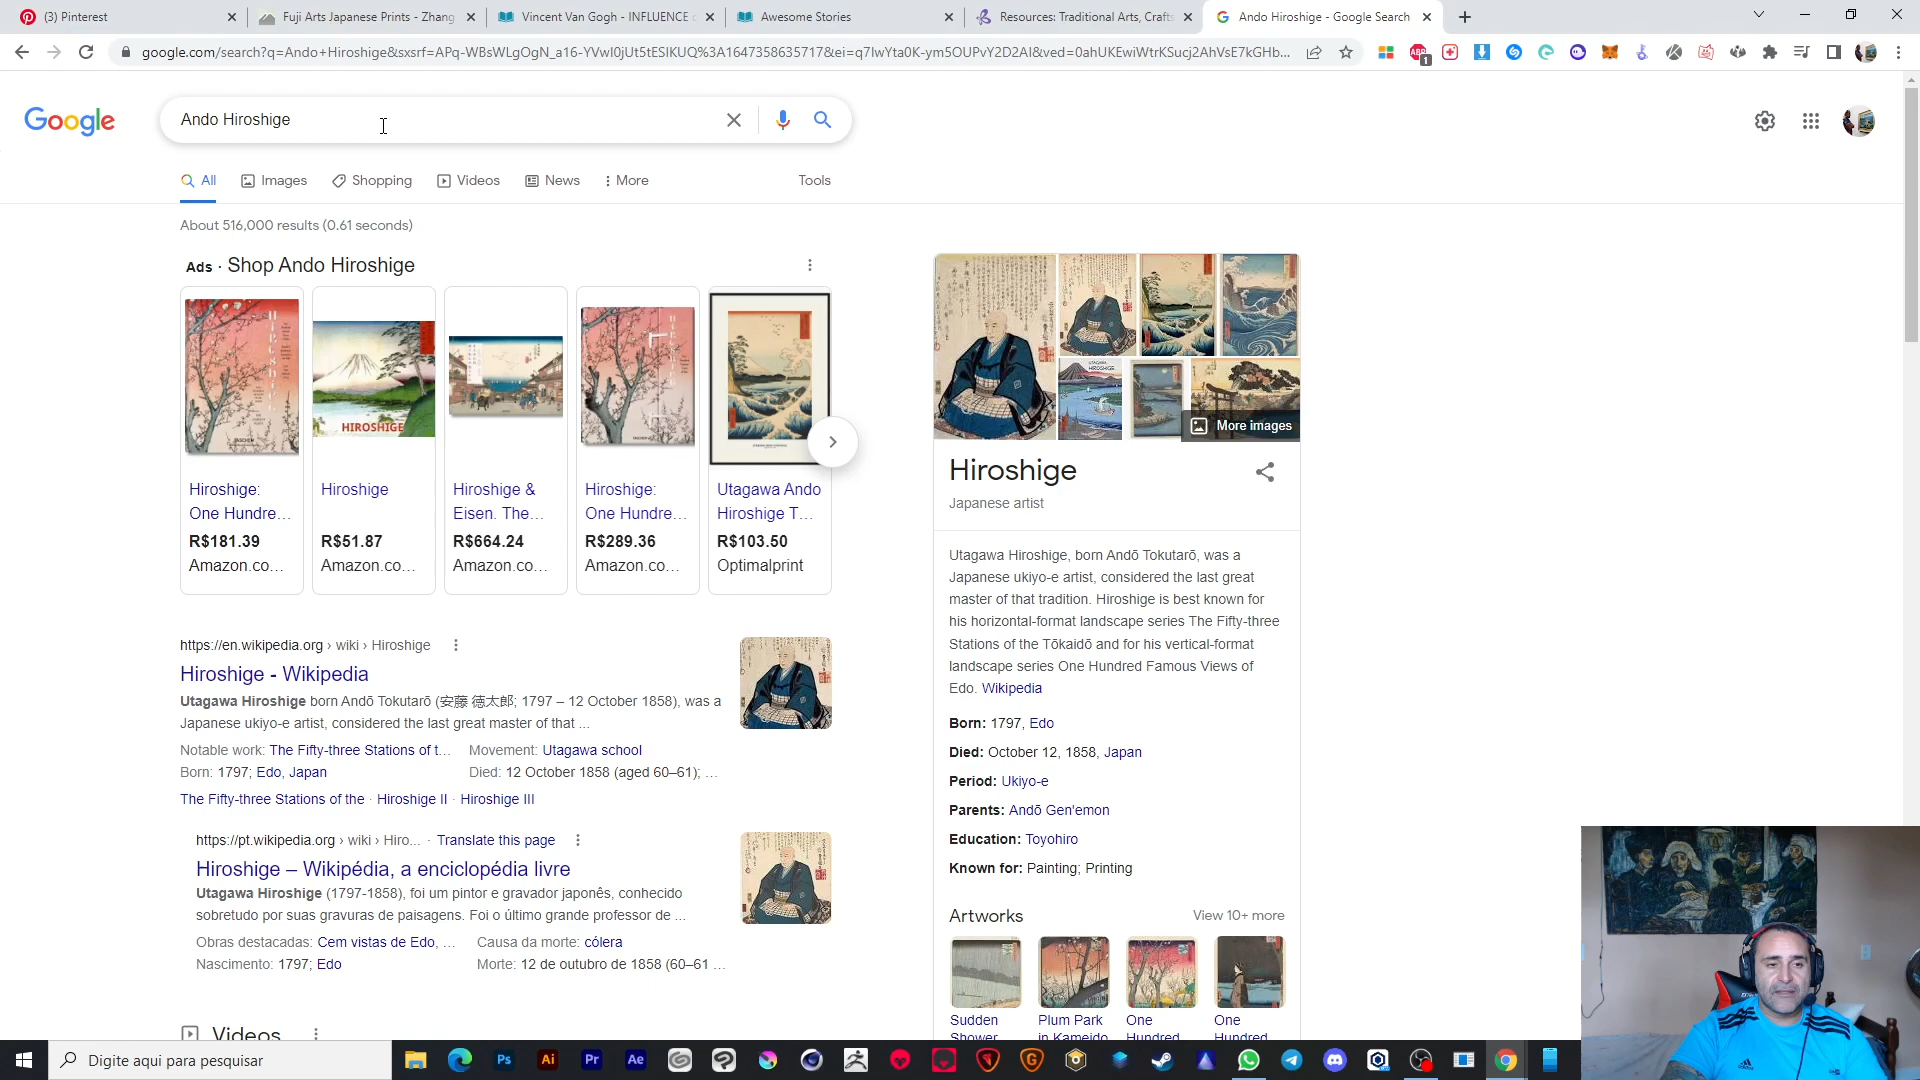 (3) Pinterest
Fuji Arts Japanese Prints - Zhang
Vincent Van Gogh - INFLUENCE
Awesome Stories
Resources: Traditional Arts, Crafts
Ando Hiroshige - Google Search
google.com/search?q=Ando+Hiroshige&sxsrf=APq-WBsWLgOgN_a16-YVwI0jUt5tESlKUQ%3A1647358635717&ei=q7IwYta0K-ym5OUPvY2D2AI&ved=0ahUKEwiWtrKSucj2AhVsE7kGHb...
Google
Ando Hiroshige
All
Images
Shopping
Videos
News
More
Tools
About 516,000 results (0.61 seconds)
Ads · Shop Ando Hiroshige
Hiroshige:
One Hundre...
R$181.39
Amazon.co...
HIROSHIGE
Hiroshige
R$51.87
Amazon.co...
Hiroshige &
Eisen. The...
R$664.24
Amazon.co...
Hiroshige:
One Hundre...
R$289.36
Amazon.co...
Utagawa Ando
Hiroshige T...
R$103.50
Optimalprint
https://en.wikipedia.org › wiki › Hiroshige
Hiroshige - Wikipedia
Utagawa Hiroshige born Andō Tokutarō (安藤 徳太郎; 1797 – 12 October 1858), was a
Japanese ukiyo-e artist, considered the last great master of that ...
Notable work: The Fifty-three Stations of t... Movement: Utagawa school
Born: 1797; Edo, Japan Died: 12 October 1858 (aged 60–61); ...
The Fifty-three Stations of the · Hiroshige II · Hiroshige III
https://pt.wikipedia.org › wiki › Hiro... · Translate this page
Hiroshige – Wikipédia, a enciclopédia livre
Utagawa Hiroshige (1797-1858), foi um pintor e gravador japonês, conhecido
sobretudo por suas gravuras de paisagens. Foi o último grande professor de ...
Obras destacadas: Cem vistas de Edo, ... Causa da morte: cólera
Nascimento: 1797; Edo Morte: 12 de outubro de 1858 (60–61 ...
Videos
More images
Hiroshige
Japanese artist
Utagawa Hiroshige, born Andō Tokutarō, was a
Japanese ukiyo-e artist, considered the last great
master of that tradition. Hiroshige is best known for
his horizontal-format landscape series The Fifty-three
Stations of the Tōkaidō and for his vertical-format
landscape series One Hundred Famous Views of
Edo. Wikipedia
Born: 1797, Edo
Died: October 12, 1858, Japan
Period: Ukiyo-e
Parents: Andō Gen'emon
Education: Toyohiro
Known for: Painting; Printing
Artworks
View 10+ more
Sudden
Shower
Plum Park
in Kameido
One
Hundred
One
Hundred
Digite aqui para pesquisar
Ps
Ai
Pr
Ae